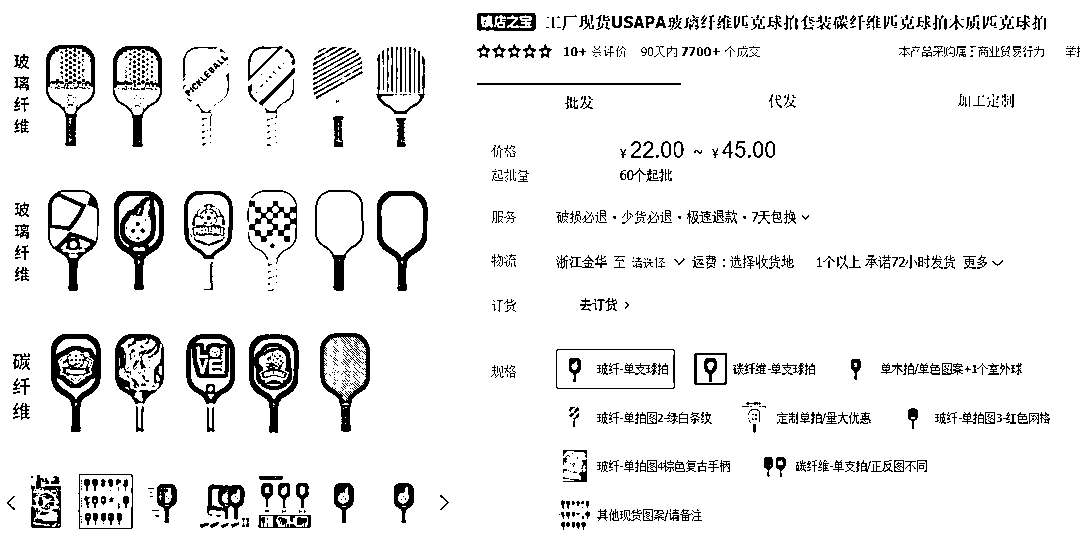 镇店之宝 工厂现货USAPA玻璃纤维匹克球拍套装碳纤维匹克球拍木质匹克球拍
10+ 条评价 90天内 7700+ 个成交 本产品采购属于商业贸易行为
批发 代发 加工定制
价格 ¥22.00 ~ ¥45.00
起批量 60个起批
服务 破损必退·少货必退·极速退款·7天包换
物流 浙江金华 至 请选择 运费：选择收货地 1个以上 承诺72小时发货 更多
订货 去订货
规格 玻纤-单支球拍 碳纤维-单支球拍 单木拍/单色图案+1个室外球
玻纤-单拍图2-绿白条纹 定制单拍/量大优惠 玻纤-单拍图3-红色网格
玻纤-单拍图4棕色复古手柄 碳纤维-单支拍/正反图不同
其他现货图案/请备注
玻璃纤维
PICKLEBALL
玻璃纤维
碳纤维
LOVE